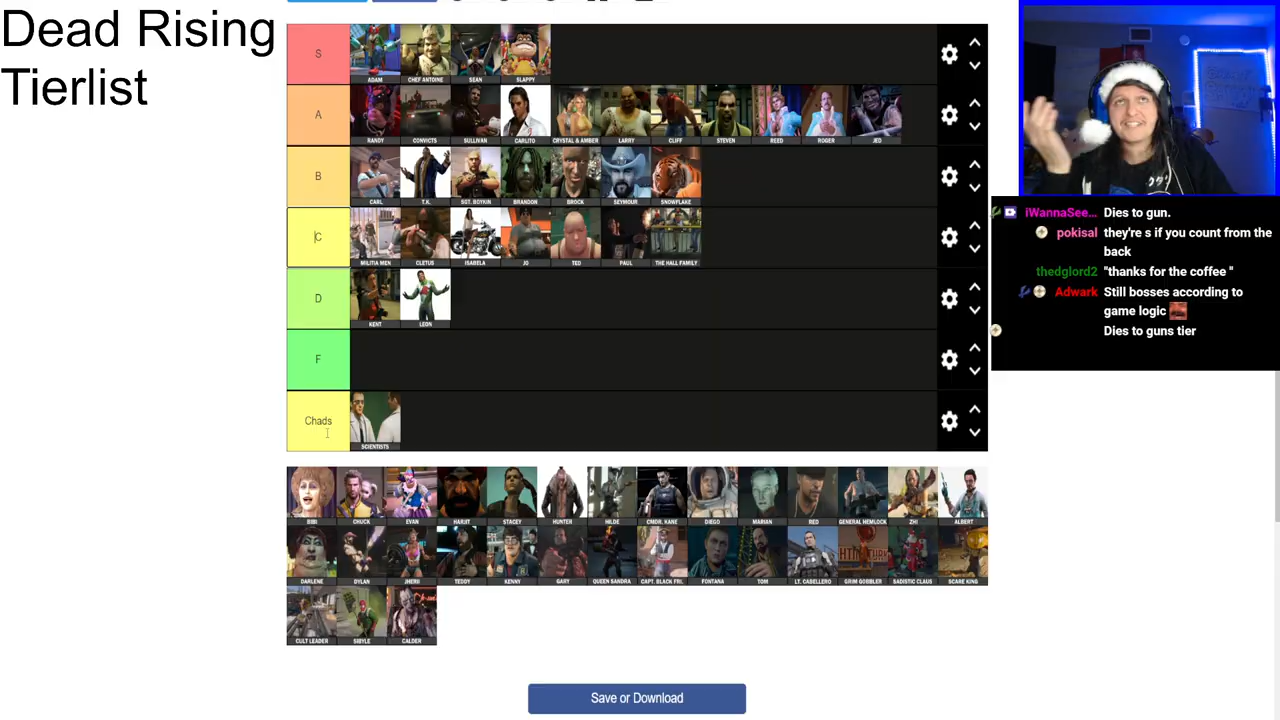 Dead Rising
Tierlist
S
ADAM CHEF ANTOINE SEAN SLAPPY
A
RANDY CONVICTS SULLIVAN CARLITO CRYSTAL & AMBER LARRY CLIFF STEVEN REED ROGER JED
B
CARL T.K. SGT. BOYKIN BRANDON BROCK SEYMOUR SNOWFLAKE
C
MILITIA MEN CLETUS ISABELA JO TED PAUL THE HALL FAMILY
D
KENT LEON
F
Chads
SCIENTISTS
BIBI CHUCK EVAN HARJIT STACEY HUNTER HILDE CMDR. KANE DIEGO MARIAN RED GENERAL HEMLOCK ZHI ALBERT
DARLENE DYLAN JHERII TEDDY KENNY GARY QUEEN SANDRA CAPT. BLACK FRI. FONTANA TOM LT. CASELLERO GRIM GOBBLER SADISTIC CLAUS SCARE KING
CULT LEADER SIBYLE CALDER
Save or Download
iWannaSee... Dies to gun.
pokisal they're s if you count from the
back
thedglord2 "thanks for the coffee "
Adwark Still bosses according to
game logic
Dies to guns tier